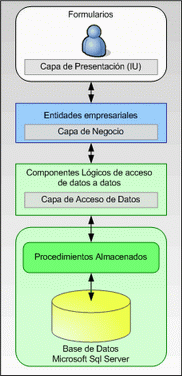 Formularios
Capa de Presentación (IU)
Entidades empresariales
Capa de Negocio
Componentes Lógicos de acceso
de datos a datos
Capa de Acceso de Datos
Procedimientos Almacenados
Base de Datos
Microsoft Sql Server